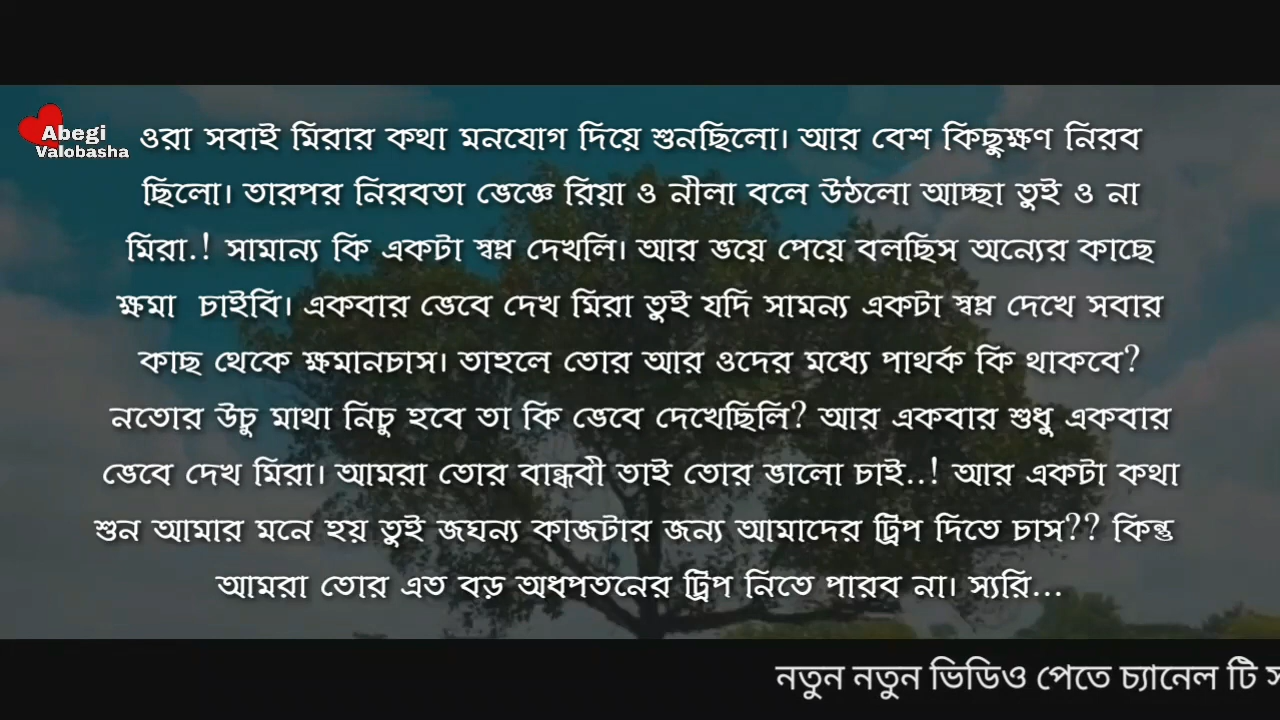 Abegi
Valobasha
ওরা সবাই মিরার কথা মনযোগ দিয়ে শুনছিলো। আর বেশ কিছুক্ষণ নিরব
ছিলো। তারপর নিরবতা ভেজ্ঞে রিয়া ও নীলা বলে উঠলো আচ্ছা তুই ও না
মিরা.! সামান্য কি একটা স্বপ্ন দেখলি। আর ভয়ে পেয়ে বলছিস অন্যের কাছে
ক্ষমা চাইবি। একবার ভেবে দেখ মিরা তুই যদি সামন্য একটা স্বপ্ন দেখে সবার
কাছ থেকে ক্ষমানচাস। তাহলে তোর আর ওদের মধ্যে পাথর্ক কি থাকবে?
নতোর উচু মাথা নিচু হবে তা কি ভেবে দেখেছিলি? আর একবার শুধু একবার
ভেবে দেখ মিরা। আমরা তোর বান্ধবী তাই তোর ভালো চাই..! আর একটা কথা
শুন আমার মনে হয় তুই জঘন্য কাজটার জন্য আমাদের ট্রিপ দিতে চাস?? কিন্তু
আমরা তোর এত বড় অধপতনের ট্রিপ নিতে পারব না। স্যরি...
নতুন নতুন ভিডিও পেতে চ্যানেল টি